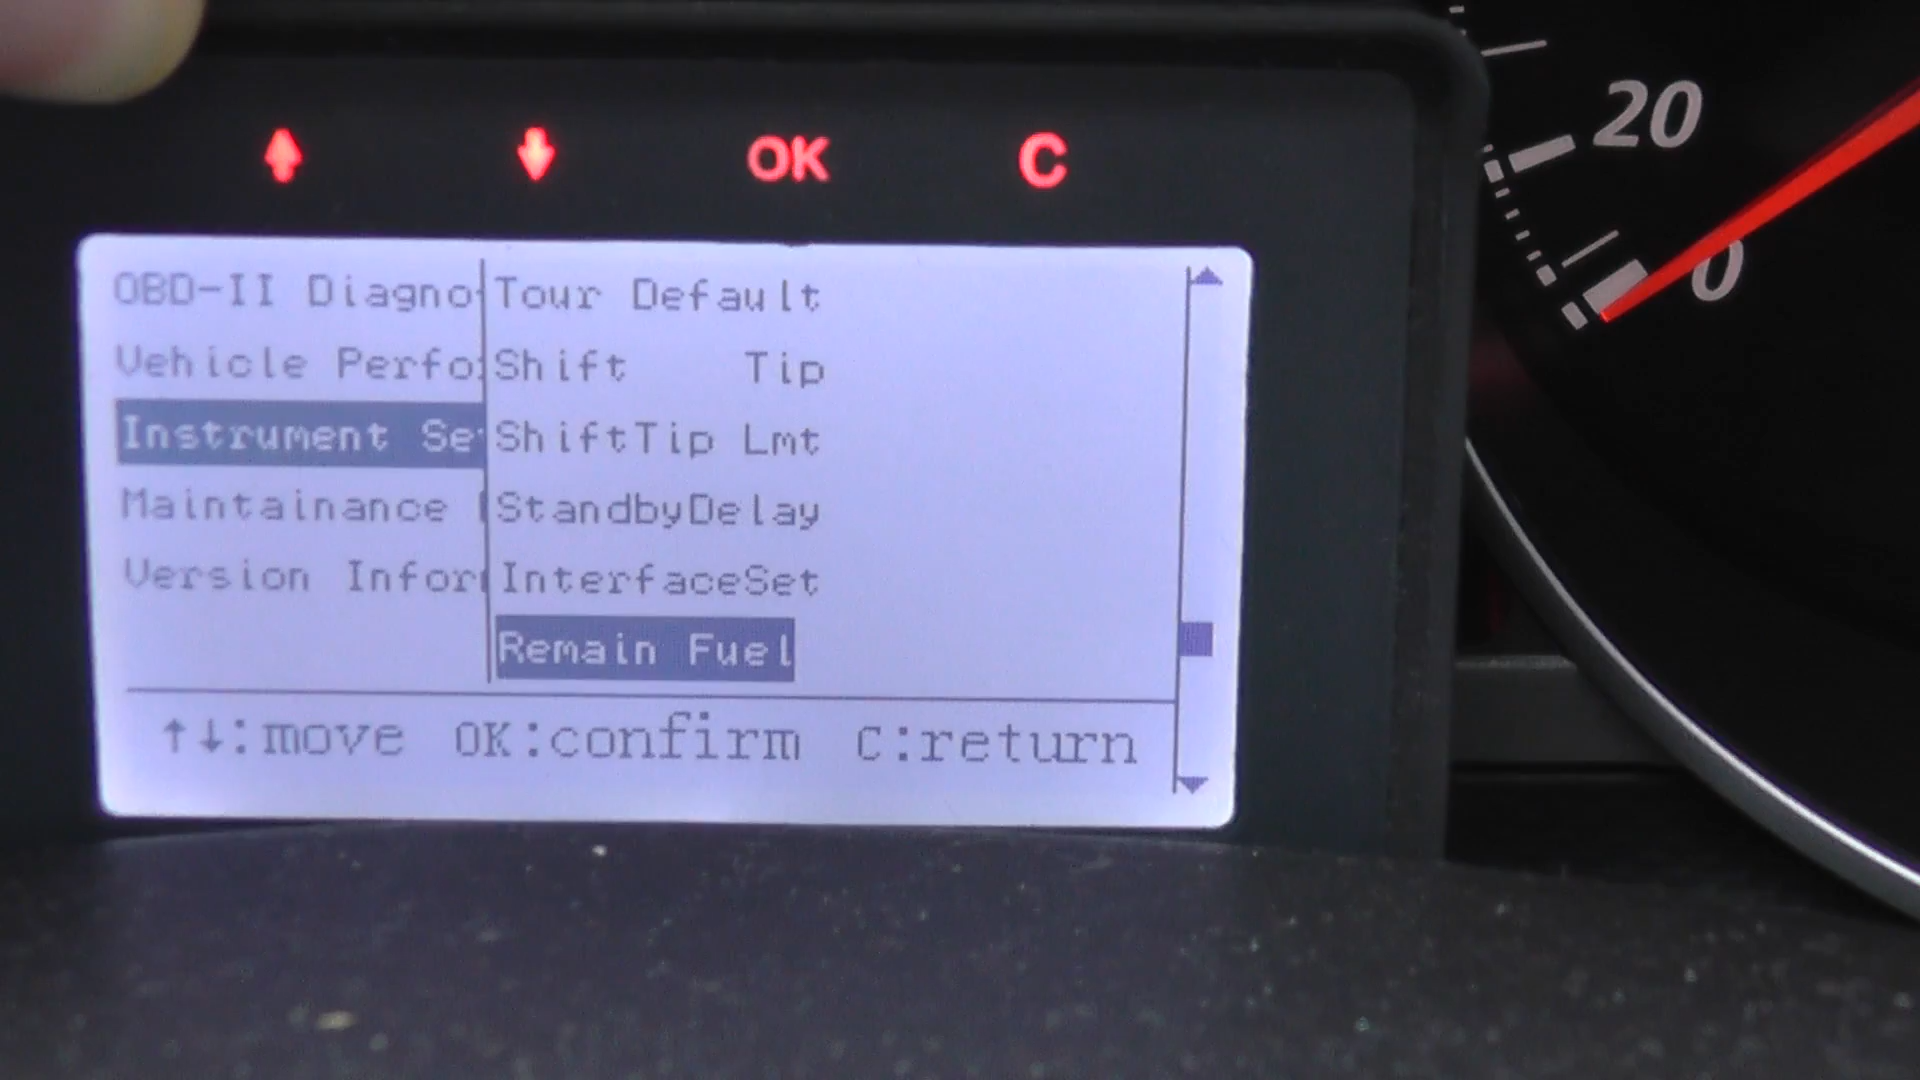 OK C
20
0
OBD-II Diagno
Vehicle Perfo
Instrument Se
Maintainance
Version Infor
Tour Default
Shift Tip
ShiftTip Lmt
StandbyDelay
InterfaceSet
Remain Fuel
↑↓:move OK:confirm C:return